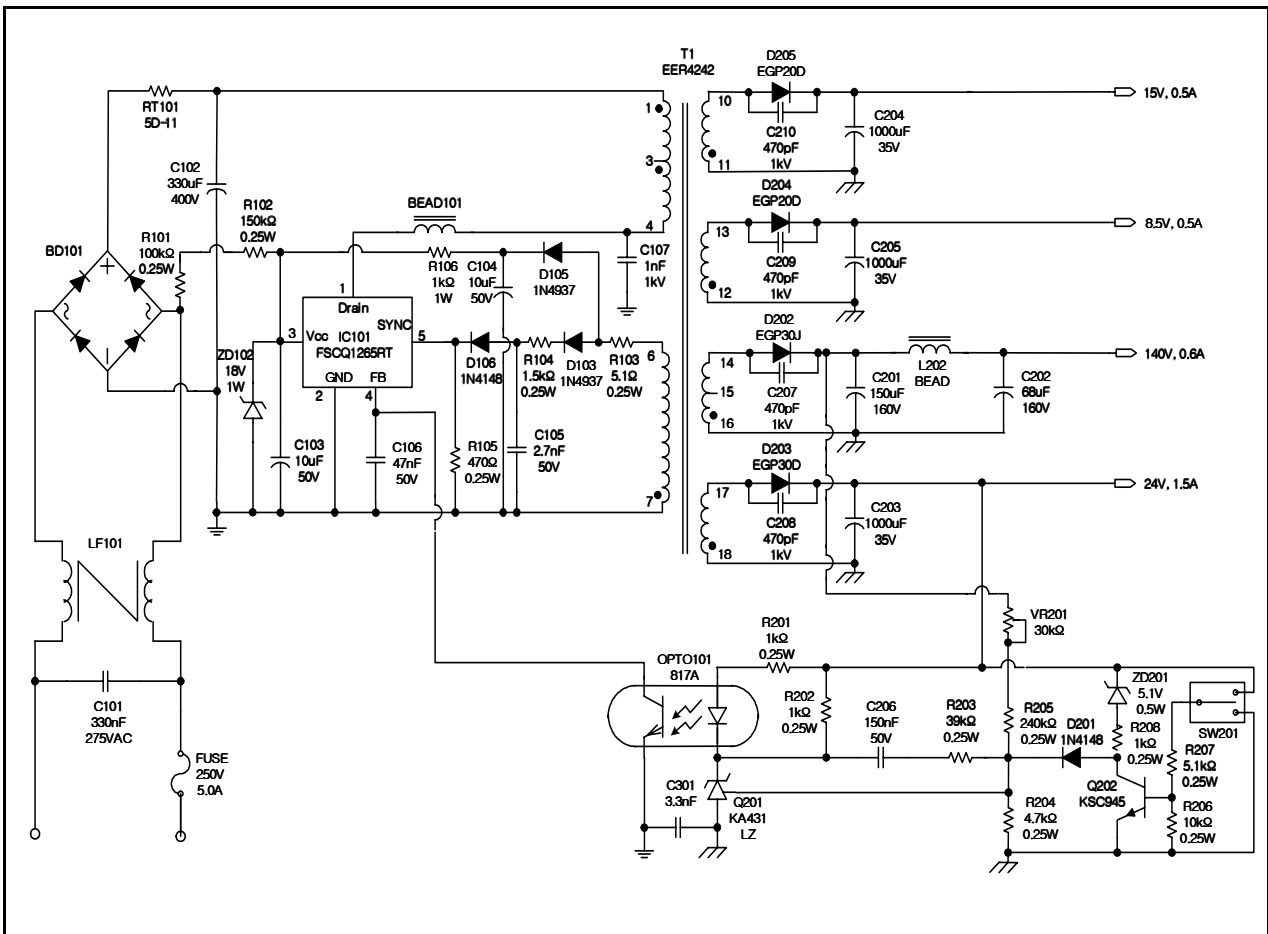 T1
EER4242
RT101
5D-11
C102
330uF
400V
BD101
R101
100kΩ
0.25W
R102
150kΩ
0.25W
BEAD101
1
3
4
C107
1nF
1kV
R106
1kΩ
1W
C104
10uF
50V
D105
1N4937
1
Drain
SYNC
3
Vcc
IC101
FSCQ1265RT
5
GND
FB
2
4
ZD102
18V
1W
D106
1N4148
R104
1.5kΩ
0.25W
D103
1N4937
R103
5.1Ω
0.25W
6
7
C103
10uF
50V
C106
47nF
50V
R105
470Ω
0.25W
C105
2.7nF
50V
LF101
C101
330nF
275VAC
FUSE
250V
5.0A
D205
EGP20D
10
11
C210
470pF
1kV
C204
1000uF
35V
15V, 0.5A
D204
EGP20D
13
12
C209
470pF
1kV
C205
1000uF
35V
8.5V, 0.5A
D202
EGP30J
14
15
16
C207
470pF
1kV
C201
150uF
160V
L202
BEAD
C202
68uF
160V
140V, 0.6A
D203
EGP30D
17
18
C208
470pF
1kV
C203
1000uF
35V
24V, 1.5A
VR201
30kΩ
OPTO101
817A
R201
1kΩ
0.25W
R202
1kΩ
0.25W
C206
150nF
50V
R203
39kΩ
0.25W
R205
240kΩ
0.25W
D201
1N4148
ZD201
5.1V
0.5W
R208
1kΩ
0.25W
SW201
R207
5.1kΩ
0.25W
C301
3.3nF
Q201
KA431
LZ
R204
4.7kΩ
0.25W
Q202
KSC945
R206
10kΩ
0.25W